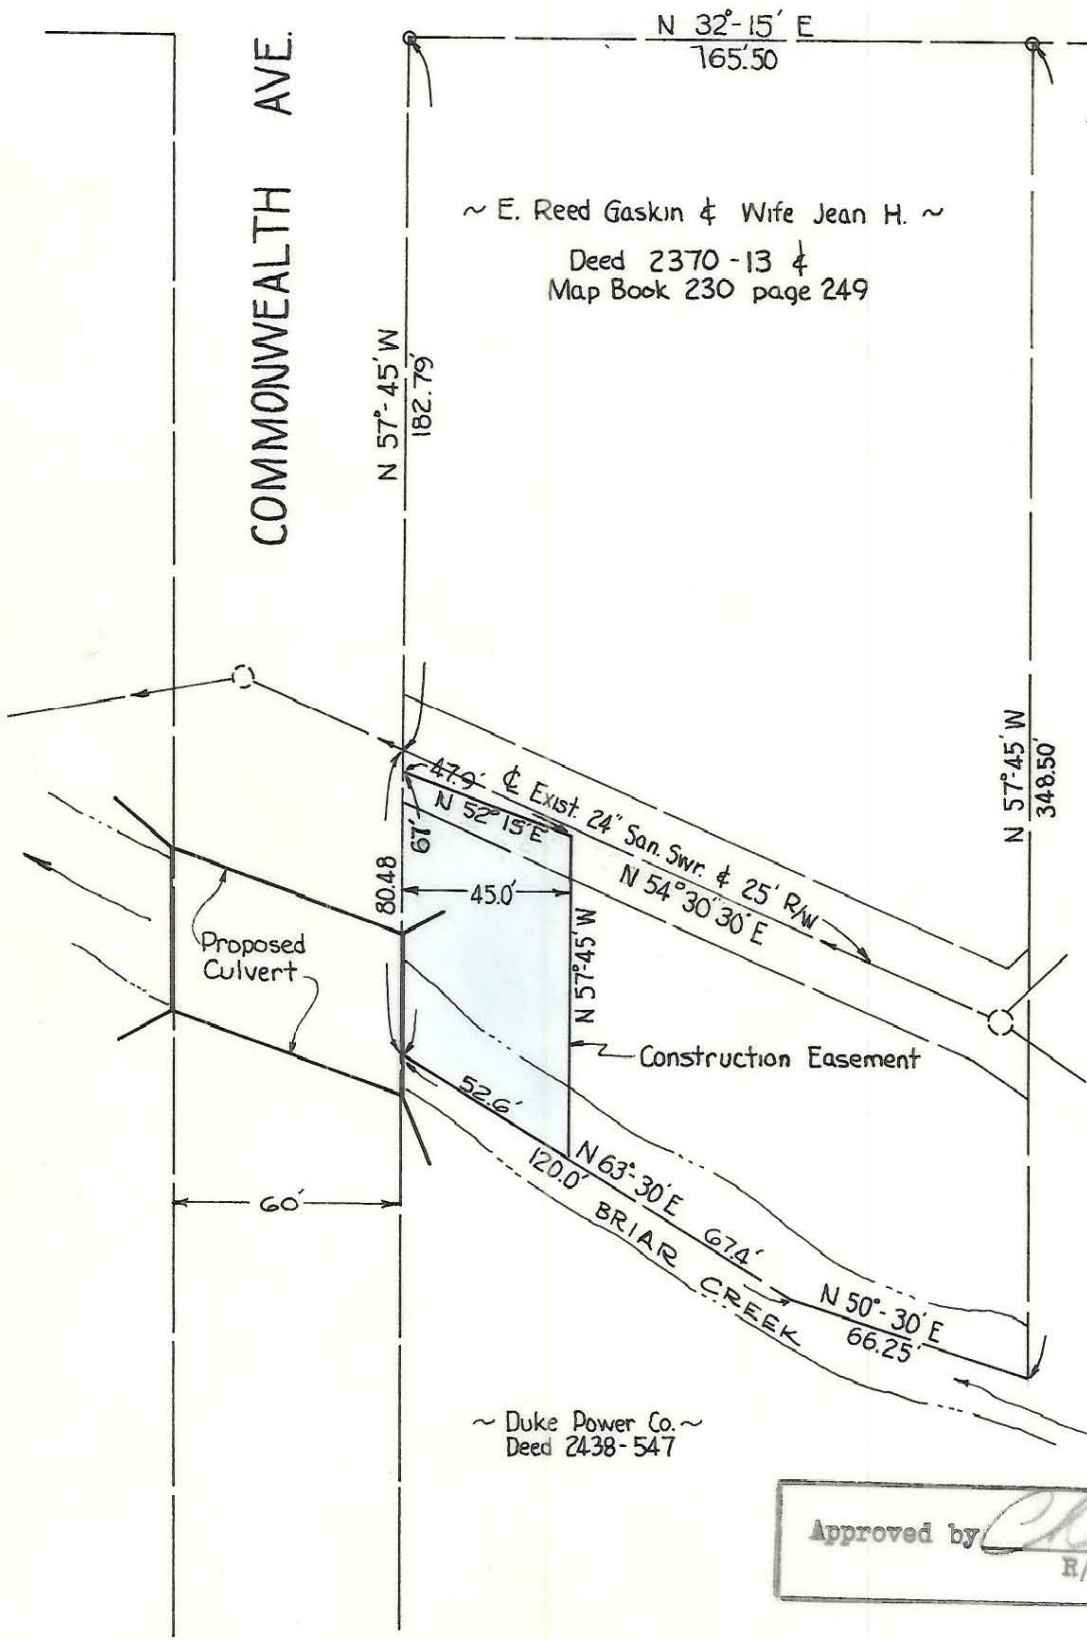 N 32°-15' E
165.50
COMMONWEALTH AVE.
~ E. Reed Gaskin & Wife Jean H. ~
Deed 2370-13 &
Map Book 230 page 249
N 57°-45' W
182.79'
N 57°-45' W
348.50'
47.9'
N 52° 15' E
℄ Exist. 24" San. Swr. & 25' R/W
N 54° 30' 30" E
67'
80.48
45.0'
N 57°-45' W
Proposed
Culvert
Construction Easement
52.6'
120.0'
N 63°-30' E
67.4'
60'
BRIAR CREEK
N 50°-30' E
66.25'
~ Duke Power Co. ~
Deed 2438-547
Approved by
R/